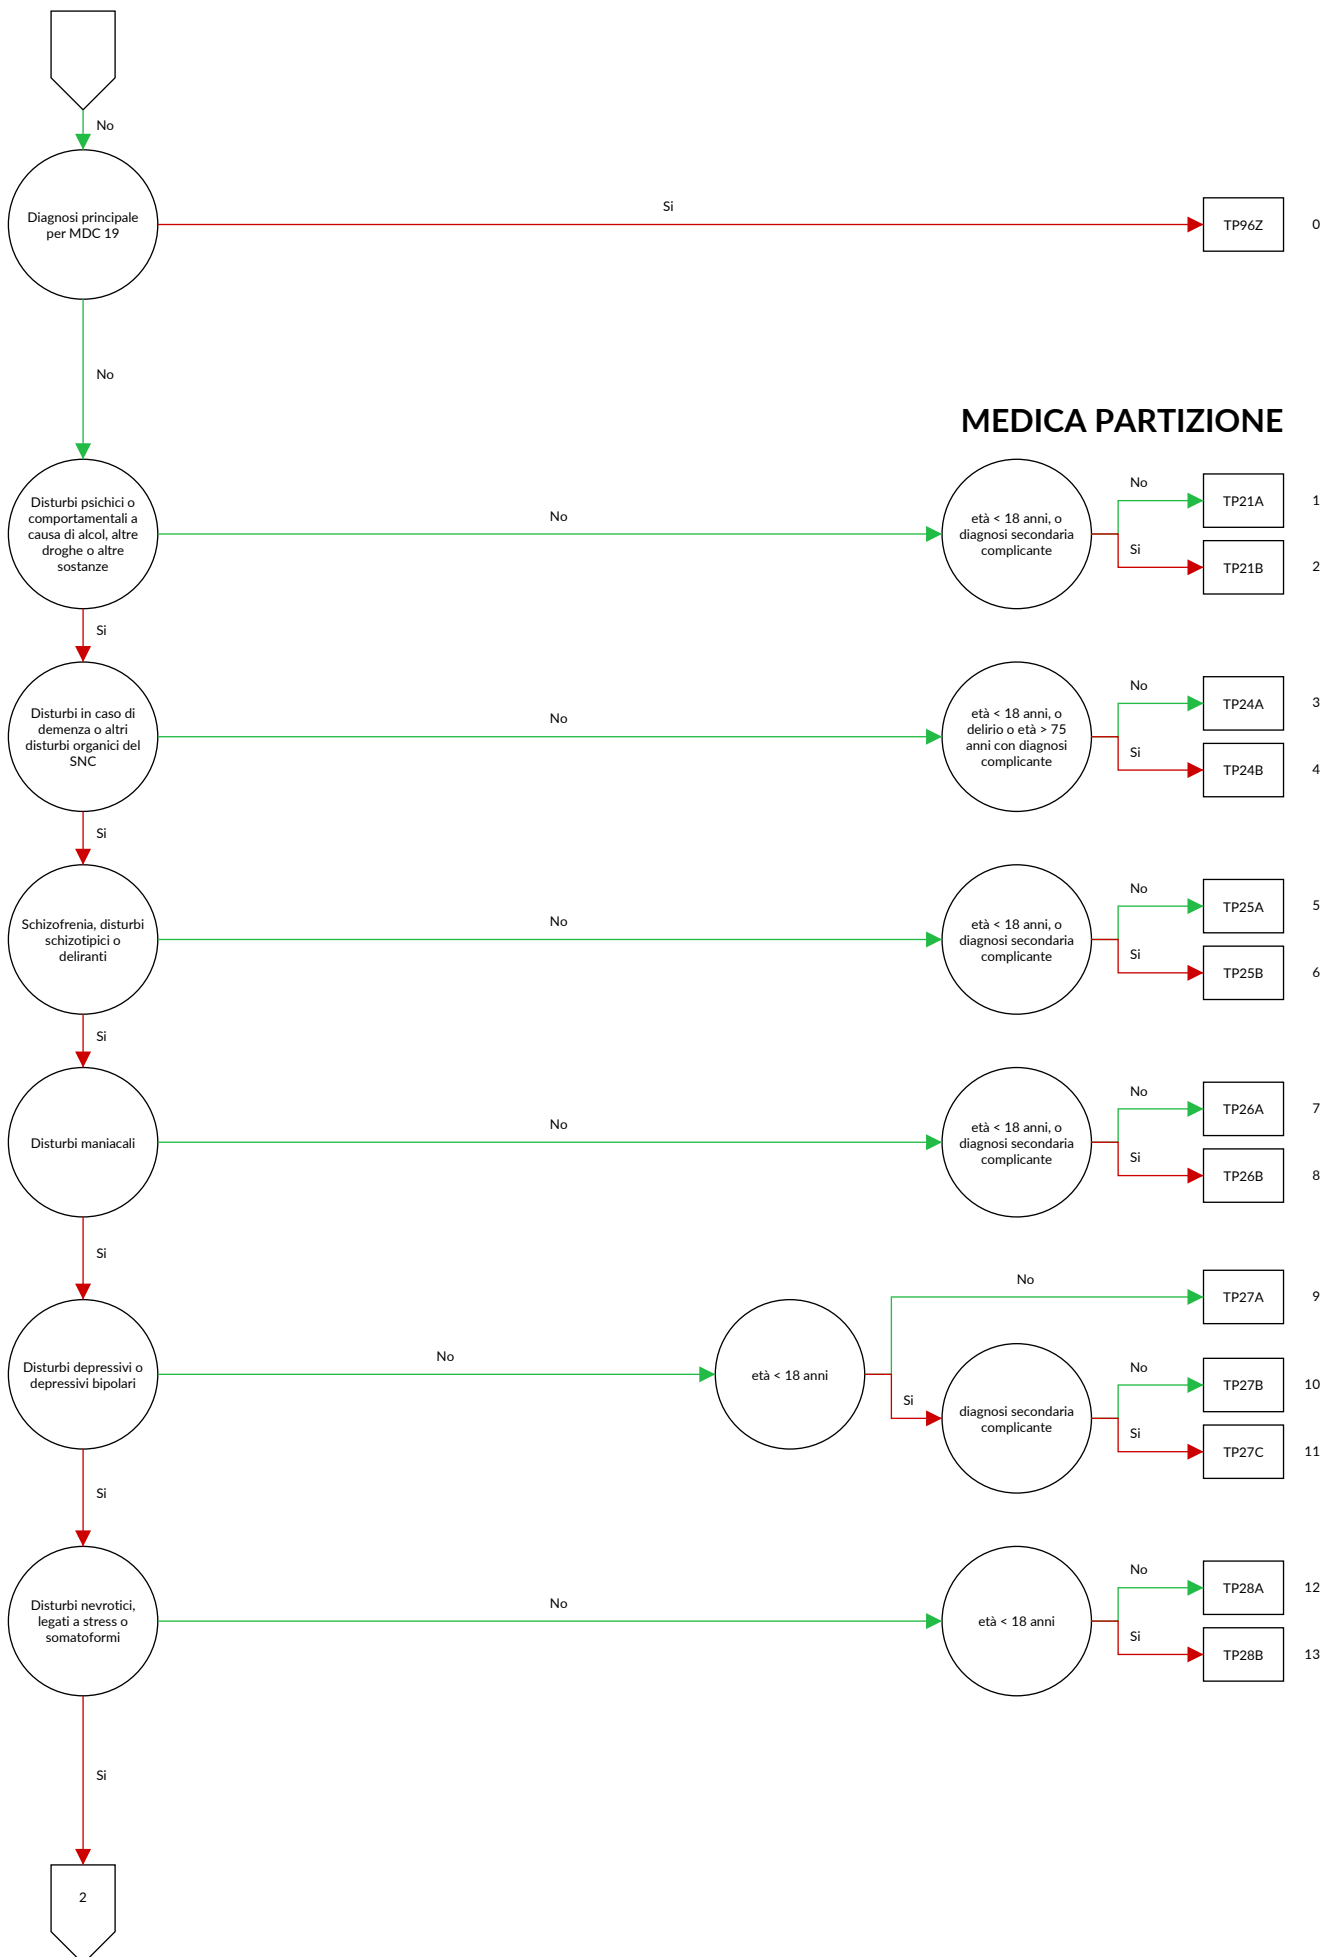 No
Diagnosi principale
per MDC 19
Si
TP96Z
0
No
MEDICA PARTIZIONE
Disturbi psichici o
comportamentali a
causa di alcol, altre
droghe o altre
sostanze
No
età < 18 anni, o
diagnosi secondaria
complicante
No
TP21A
1
Si
TP21B
2
Si
Disturbi in caso di
demenza o altri
disturbi organici del
SNC
No
età < 18 anni, o
delirio o età > 75
anni con diagnosi
complicante
No
TP24A
3
Si
TP24B
4
Si
Schizofrenia, disturbi
schizotipici o
deliranti
No
età < 18 anni, o
diagnosi secondaria
complicante
No
TP25A
5
Si
TP25B
6
Si
Disturbi maniacali
No
età < 18 anni, o
diagnosi secondaria
complicante
No
TP26A
7
Si
TP26B
8
Si
Disturbi depressivi o
depressivi bipolari
No
età < 18 anni
No
TP27A
9
Si
diagnosi secondaria
complicante
No
TP27B
10
Si
TP27C
11
Si
Disturbi nevrotici,
legati a stress o
somatoformi
No
età < 18 anni
No
TP28A
12
Si
TP28B
13
Si
2